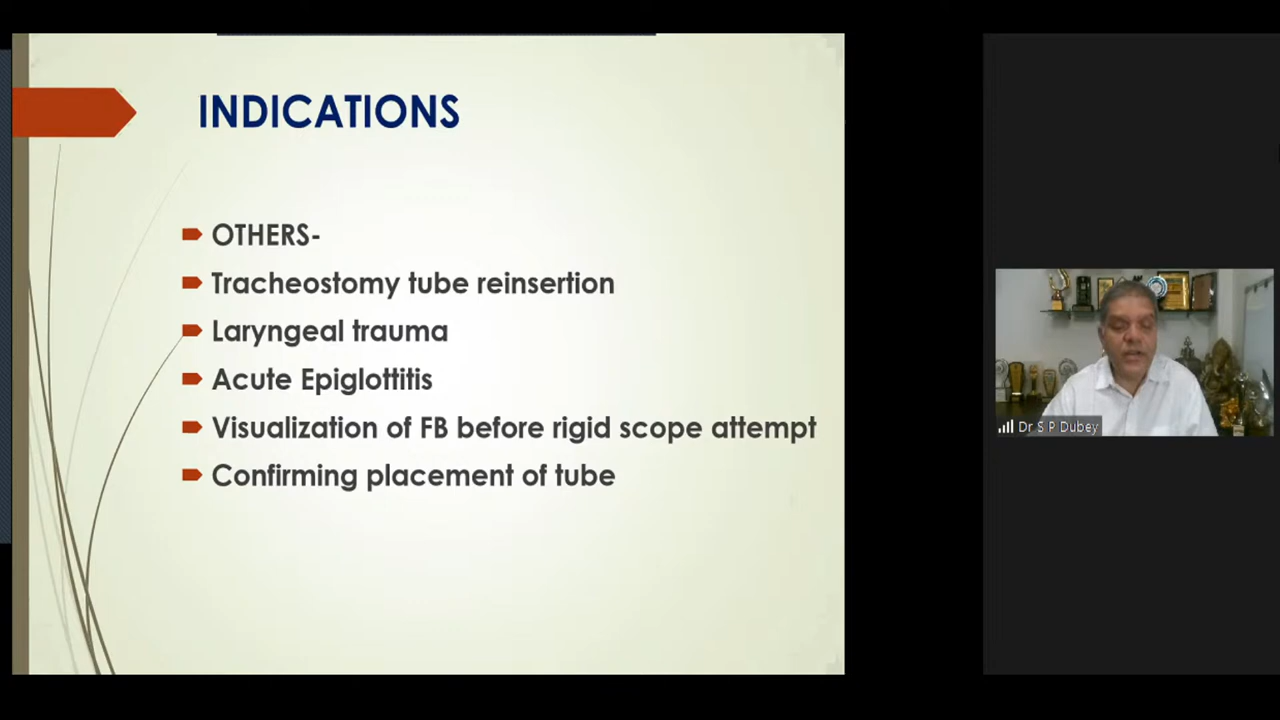 INDICATIONS
OTHERS-
Tracheostomy tube reinsertion
Laryngeal trauma
Acute Epiglottitis
Visualization of FB before rigid scope attempt
Confirming placement of tube
Dr S P Dubey